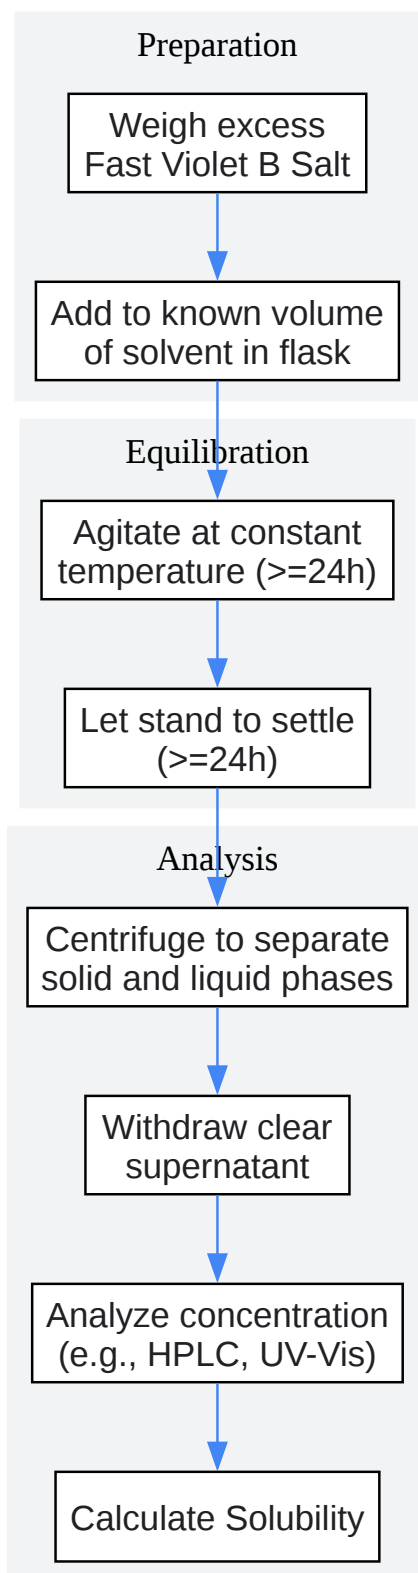 Preparation
Weigh excess
Fast Violet B Salt
Add to known volume
of solvent in flask
Equilibration
Agitate at constant
temperature (>=24h)
Let stand to settle
(>=24h)
Analysis
Centrifuge to separate
solid and liquid phases
Withdraw clear
supernatant
Analyze concentration
(e.g., HPLC, UV-Vis)
Calculate Solubility